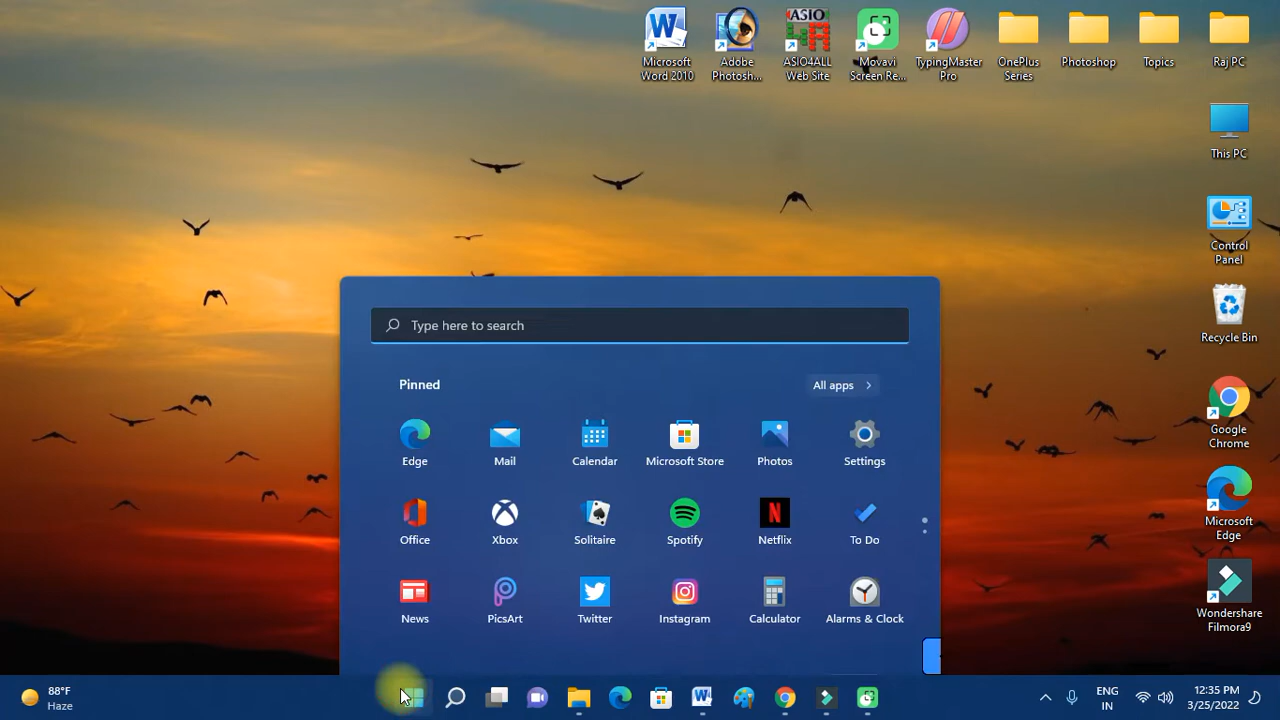 Microsoft
Word 2010
Adobe
Photosh...
ASIO
ASIO4ALL
Web Site
Movavi
Screen Re...
TypingMaster
Pro
OnePlus
Series
Photoshop
Topics
Raj PC
This PC
Control
Panel
Recycle Bin
Google
Chrome
Microsoft
Edge
Wondershare
Filmora9
Type here to search
Pinned
All apps
Edge
Mail
Calendar
Microsoft Store
Photos
Settings
Office
Xbox
Solitaire
Spotify
Netflix
To Do
News
PicsArt
Twitter
Instagram
Calculator
Alarms & Clock
88°F
Haze
ENG
IN
12:35 PM
3/25/2022